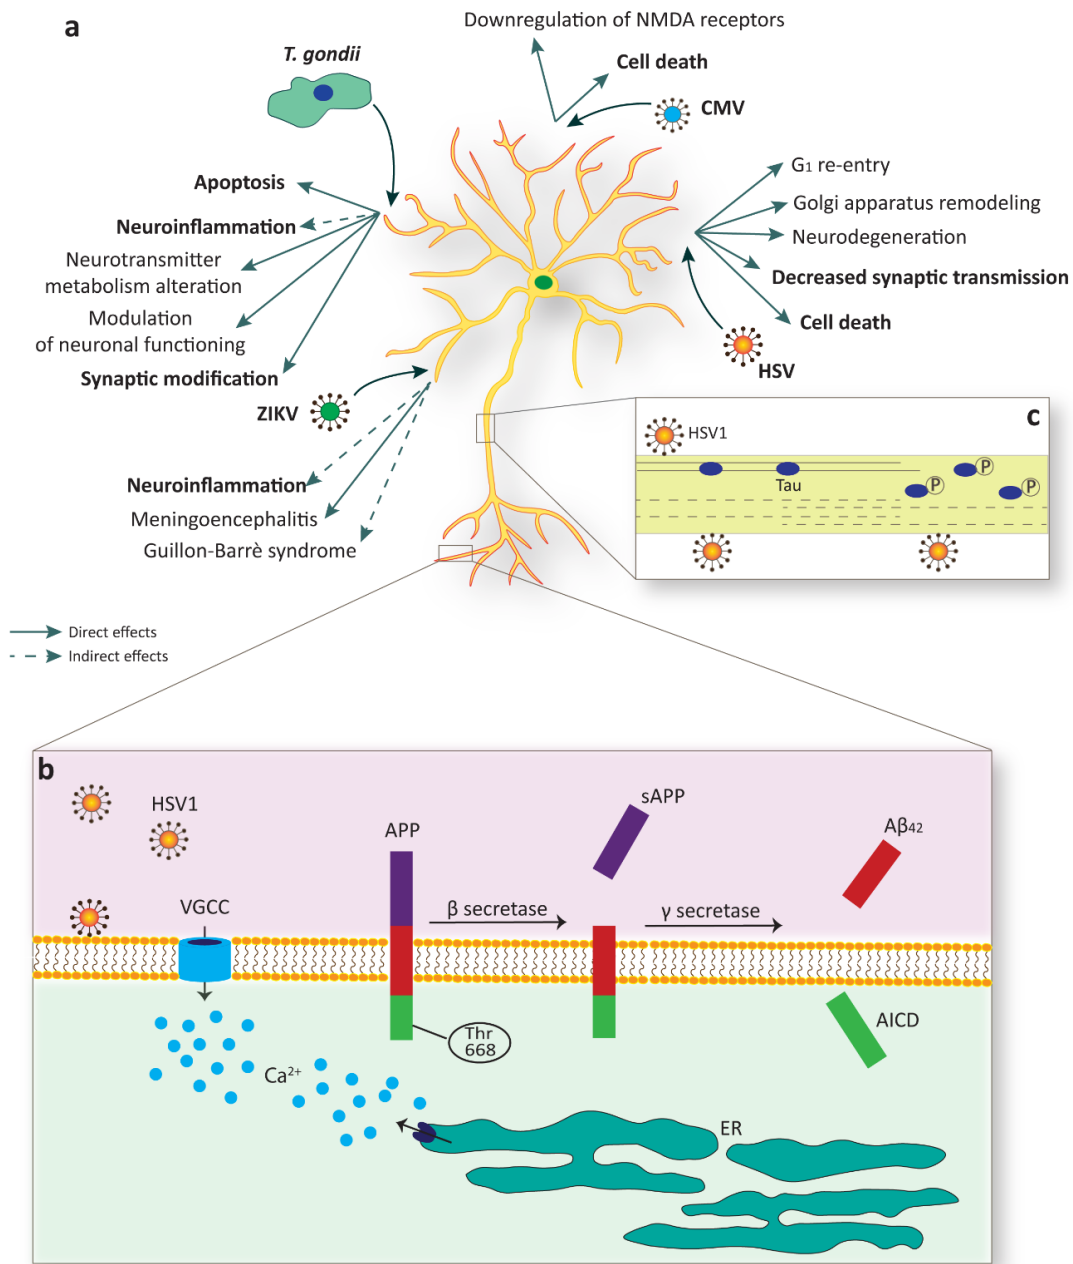 a
Downregulation of NMDA receptors
T. gondii
Cell death
CMV
G1 re-entry
Apoptosis
Golgi apparatus remodeling
Neuroinflammation
Neurodegeneration
Neurotransmitter
metabolism alteration
Decreased synaptic transmission
Modulation
of neuronal functioning
Cell death
Synaptic modification
HSV
ZIKV
c
HSV1
P
P
P
Tau
Neuroinflammation
Meningoencephalitis
Guillon-Barrè syndrome
Direct effects
Indirect effects
b
HSV1
sAPP
APP
Aβ42
VGCC
β secretase
γ secretase
Thr
668
AICD
Ca2+
ER